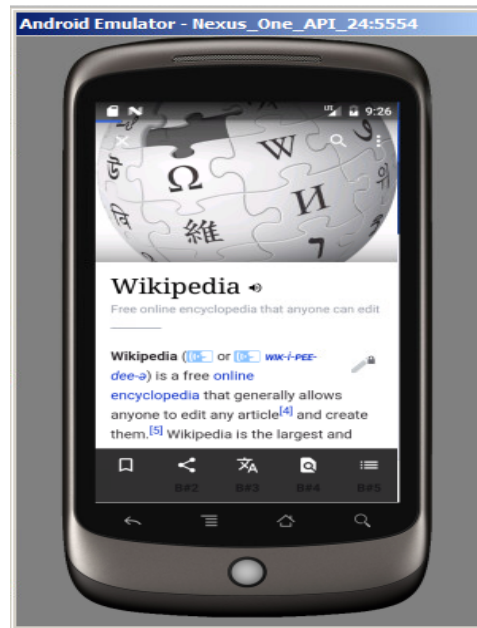 Android Emulator - Nexus_One_API_24:5554
LTE 9:26
Ω W И 維
Wikipedia
Free online encyclopedia that anyone can edit
Wikipedia ( or WIK-i-PEE-
dee-ə) is a free online
encyclopedia that generally allows
anyone to edit any article[4] and create
them.[5] Wikipedia is the largest and
B#2 B#3 B#4 B#5